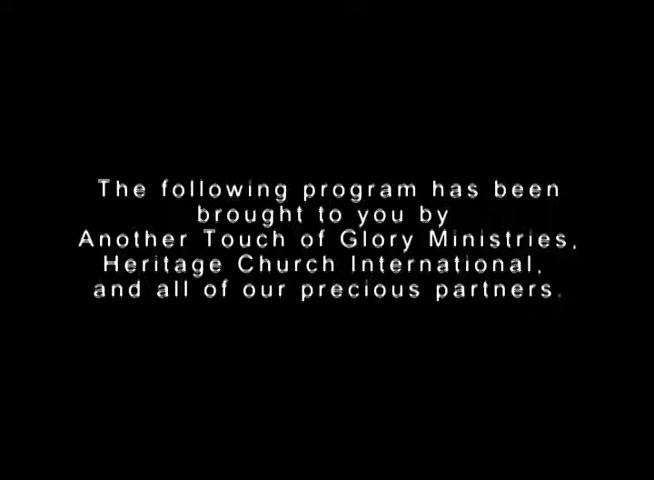 The following program has been
brought to you by
Another Touch of Glory Ministries,
Heritage Church International,
and all of our precious partners.